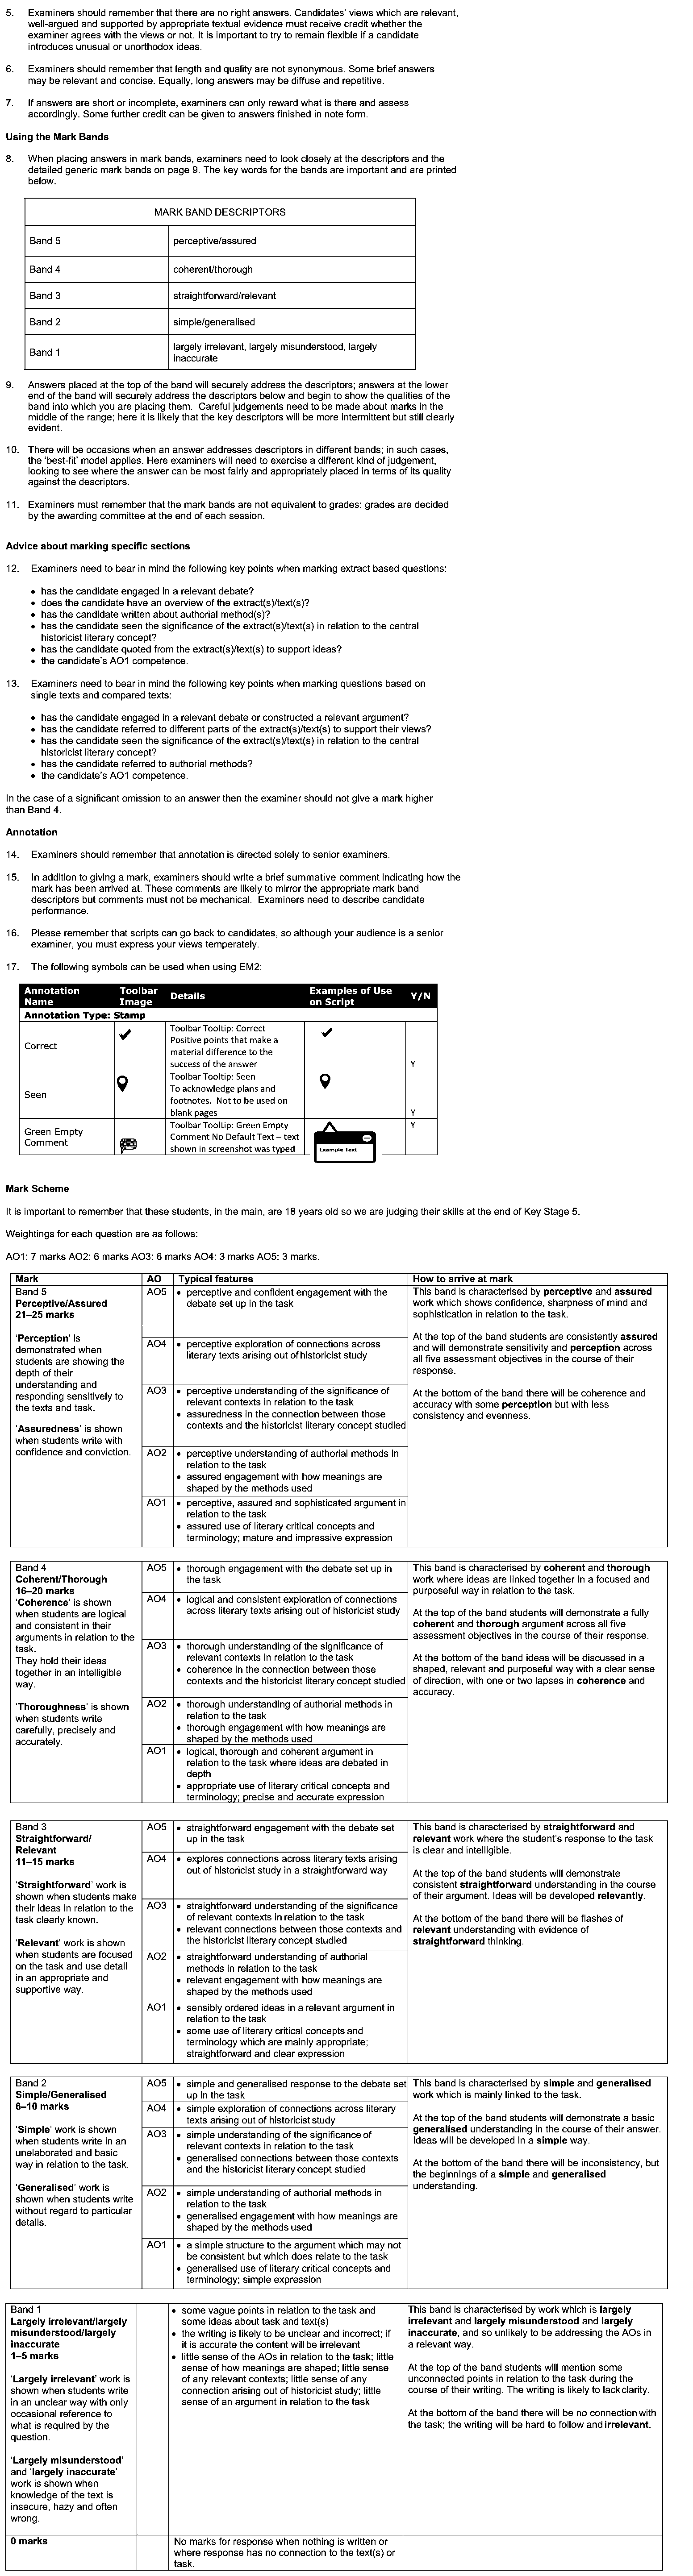 5. Examiners should remember that there are no right answers. Candidates' views which are relevant,
well-argued and supported by appropriate textual evidence must receive credit whether the
examiner agrees with the views or not. It is important to try to remain flexible if a candidate
introduces unusual or unorthodox ideas.
6. Examiners should remember that length and quality are not synonymous. Some brief answers
may be relevant and concise. Equally, long answers may be diffuse and repetitive.
7. If answers are short or incomplete, examiners can only reward what is there and assess
accordingly. Some further credit can be given to answers finished in note form.
Using the Mark Bands
8. When placing answers in mark bands, examiners need to look closely at the descriptors and the
detailed generic mark bands on page 9. The key words for the bands are important and are printed
below.
MARK BAND DESCRIPTORS
Band 5 perceptive/assured
Band 4 coherent/thorough
Band 3 straightforward/relevant
Band 2 simple/generalised
Band 1 largely irrelevant, largely misunderstood, largely
inaccurate
9. Answers placed at the top of the band will securely address the descriptors; answers at the lower
end of the band will securely address the descriptors below and begin to show the qualities of the
band into which you are placing them. Careful judgements need to be made about marks in the
middle of the range; here it is likely that the key descriptors will be more intermittent but still clearly
evident.
10. There will be occasions when an answer addresses descriptors in different bands; in such cases,
the 'best-fit' model applies. Here examiners will need to exercise a different kind of judgement,
looking to see where the answer can be most fairly and appropriately placed in terms of its quality
against the descriptors.
11. Examiners must remember that the mark bands are not equivalent to grades: grades are decided
by the awarding committee at the end of each session.
Advice about marking specific sections
12. Examiners need to bear in mind the following key points when marking extract based questions:
• has the candidate engaged in a relevant debate?
• does the candidate have an overview of the extract(s)/text(s)?
• has the candidate written about authorial method(s)?
• has the candidate seen the significance of the extract(s)/text(s) in relation to the central
historicist literary concept?
• has the candidate quoted from the extract(s)/text(s) to support ideas?
• the candidate's AO1 competence.
13. Examiners need to bear in mind the following key points when marking questions based on
single texts and compared texts:
• has the candidate engaged in a relevant debate or constructed a relevant argument?
• has the candidate referred to different parts of the extract(s)/text(s) to support their views?
• has the candidate seen the significance of the extract(s)/text(s) in relation to the central
historicist literary concept?
• has the candidate referred to authorial methods?
• the candidate's AO1 competence.
In the case of a significant omission to an answer then the examiner should not give a mark higher
than Band 4.
Annotation
14. Examiners should remember that annotation is directed solely to senior examiners.
15. In addition to giving a mark, examiners should write a brief summative comment indicating how the
mark has been arrived at. These comments are likely to mirror the appropriate mark band
descriptors but comments must not be mechanical. Examiners need to describe candidate
performance.
16. Please remember that scripts can go back to candidates, so although your audience is a senior
examiner, you must express your views temperately.
17. The following symbols can be used when using EM2:
Annotation Name Toolbar Image Details Examples of Use on Script Y/N
Annotation Type: Stamp
Correct
Toolbar Tooltip: Correct
Positive points that make a
material difference to the
success of the answer
Y
Seen
Toolbar Tooltip: Seen
To acknowledge plans and
footnotes. Not to be used on
blank pages
Y
Green Empty
Comment
Toolbar Tooltip: Green Empty
Comment No Default Text – text
shown in screenshot was typed
Example Text
Y
Mark Scheme
It is important to remember that these students, in the main, are 18 years old so we are judging their skills at the end of Key Stage 5.
Weightings for each question are as follows:
AO1: 7 marks AO2: 6 marks AO3: 6 marks AO4: 3 marks AO5: 3 marks.
Mark AO Typical features How to arrive at mark
Band 5
Perceptive/Assured
21–25 marks
'Perception' is
demonstrated when
students are showing the
depth of their
understanding and
responding sensitively to
the texts and task.
'Assuredness' is shown
when students write with
confidence and conviction.
AO5 • perceptive and confident engagement with the
debate set up in the task
AO4 • perceptive exploration of connections across
literary texts arising out of historicist study
AO3 • perceptive understanding of the significance of
relevant contexts in relation to the task
• assuredness in the connection between those
contexts and the historicist literary concept studied
AO2 • perceptive understanding of authorial methods in
relation to the task
• assured engagement with how meanings are
shaped by the methods used
AO1 • perceptive, assured and sophisticated argument in
relation to the task
• assured use of literary critical concepts and
terminology; mature and impressive expression
This band is characterised by perceptive and assured
work which shows confidence, sharpness of mind and
sophistication in relation to the task.
At the top of the band students are consistently assured
and will demonstrate sensitivity and perception across
all five assessment objectives in the course of their
response.
At the bottom of the band there will be coherence and
accuracy with some perception but with less
consistency and evenness.
Band 4
Coherent/Thorough
16–20 marks
'Coherence' is shown
when students are logical
and consistent in their
arguments in relation to the
task.
They hold their ideas
together in an intelligible
way.
'Thoroughness' is shown
when students write
carefully, precisely and
accurately.
AO5 • thorough engagement with the debate set up in
the task
AO4 • logical and consistent exploration of connections
across literary texts arising out of historicist study
AO3 • thorough understanding of the significance of
relevant contexts in relation to the task
• coherence in the connection between those
contexts and the historicist literary concept studied
AO2 • thorough understanding of authorial methods in
relation to the task
• thorough engagement with how meanings are
shaped by the methods used
AO1 • logical, thorough and coherent argument in
relation to the task where ideas are debated in
depth
• appropriate use of literary critical concepts and
terminology; precise and accurate expression
This band is characterised by coherent and thorough
work where ideas are linked together in a focused and
purposeful way in relation to the task.
At the top of the band students will demonstrate a fully
coherent and thorough argument across all five
assessment objectives in the course of their response.
At the bottom of the band ideas will be discussed in a
shaped, relevant and purposeful way with a clear sense
of direction, with one or two lapses in coherence and
accuracy.
Band 3
Straightforward/
Relevant
11–15 marks
'Straightforward' work is
shown when students make
their ideas in relation to the
task clearly known.
'Relevant' work is shown
when students are focused
on the task and use detail
in an appropriate and
supportive way.
AO5 • straightforward engagement with the debate set
up in the task
AO4 • explores connections across literary texts arising
out of historicist study in a straightforward way
AO3 • straightforward understanding of the significance
of relevant contexts in relation to the task
• relevant connections between those contexts and
the historicist literary concept studied
AO2 • straightforward understanding of authorial
methods in relation to the task
• relevant engagement with how meanings are
shaped by the methods used
AO1 • sensibly ordered ideas in a relevant argument in
relation to the task
• some use of literary critical concepts and
terminology which are mainly appropriate;
straightforward and clear expression
This band is characterised by straightforward and
relevant work where the student's response to the task
is clear and intelligible.
At the top of the band students will demonstrate
consistent straightforward understanding in the course
of their argument. Ideas will be developed relevantly.
At the bottom of the band there will be flashes of
relevant understanding with evidence of
straightforward thinking.
Band 2
Simple/Generalised
6–10 marks
'Simple' work is shown
when students write in an
unelaborated and basic
way in relation to the task.
'Generalised' work is
shown when students write
without regard to particular
details.
AO5 • simple and generalised response to the debate set
up in the task
AO4 • simple exploration of connections across literary
texts arising out of historicist study
AO3 • simple understanding of the significance of
relevant contexts in relation to the task
• generalised connections between those contexts
and the historicist literary concept studied
AO2 • simple understanding of authorial methods in
relation to the task
• generalised engagement with how meanings are
shaped by the methods used
AO1 • a simple structure to the argument which may not
be consistent but which does relate to the task
• generalised use of literary critical concepts and
terminology; simple expression
This band is characterised by simple and generalised
work which is mainly linked to the task.
At the top of the band students will demonstrate a basic
generalised understanding in the course of their answer.
Ideas will be developed in a simple way.
At the bottom of the band there will be inconsistency, but
the beginnings of a simple and generalised
understanding.
Band 1
Largely irrelevant/largely
misunderstood/largely
inaccurate
1–5 marks
'Largely irrelevant' work is
shown when students write
in an unclear way with only
occasional reference to
what is required by the
question.
'Largely misunderstood'
and 'largely inaccurate'
work is shown when
knowledge of the text is
insecure, hazy and often
wrong.
• some vague points in relation to the task and
some ideas about task and text(s)
• the writing is likely to be unclear and incorrect; if
it is accurate the content will be irrelevant
• little sense of the AOs in relation to the task; little
sense of how meanings are shaped; little sense
of any relevant contexts; little sense of any
connection arising out of historicist study; little
sense of an argument in relation to the task
This band is characterised by work which is largely
irrelevant and largely misunderstood and largely
inaccurate, and so unlikely to be addressing the AOs in
a relevant way.
At the top of the band students will mention some
unconnected points in relation to the task during the
course of their writing. The writing is likely to lack clarity.
At the bottom of the band there will be no connection with
the task; the writing will be hard to follow and irrelevant.
0 marks
No marks for response when nothing is written or
where response has no connection to the text(s) or
task.